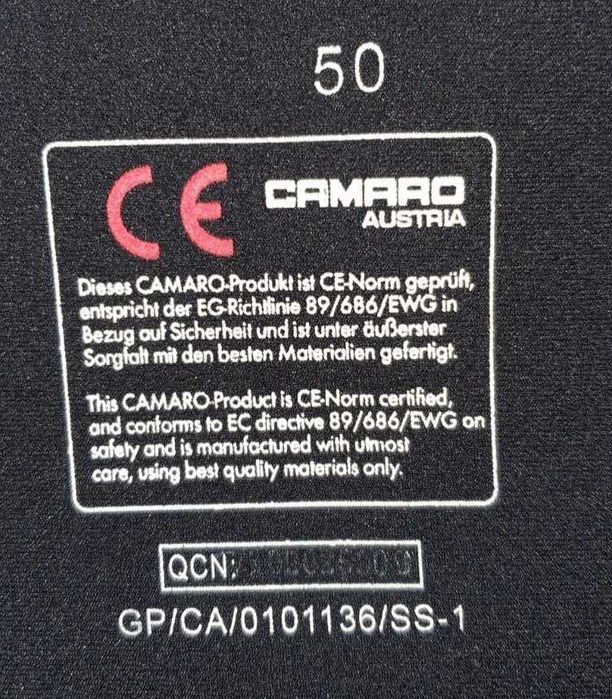 50
CE CAMARO
AUSTRIA
Dieses CAMARO-Produkt ist CE-Norm geprüft,
entspricht der EG-Richtlinie 89/686/EWG in
Bezug auf Sicherheit und ist unter äußerster
Sorgfalt mit den besten Materialien gefertigt.
This CAMARO-Product is CE-Norm certified,
and conforms to EC directive 89/686/EWG on
safety and is manufactured with utmost
care, using best quality materials only.
QCN:
GP/CA/0101136/SS-1